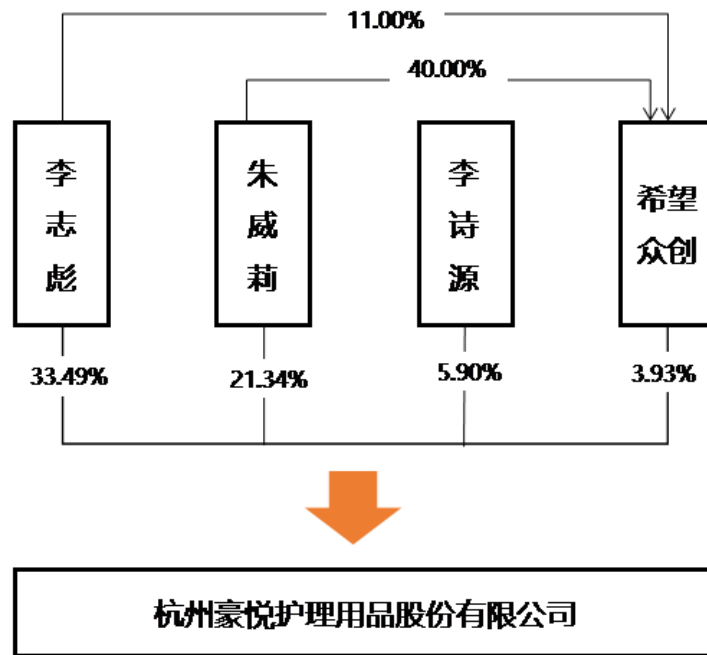 11.00%
40.00%
李志彪
朱威莉
李诗源
希望
众创
33.49%
21.34%
5.90%
3.93%
杭州豪悦护理用品股份有限公司